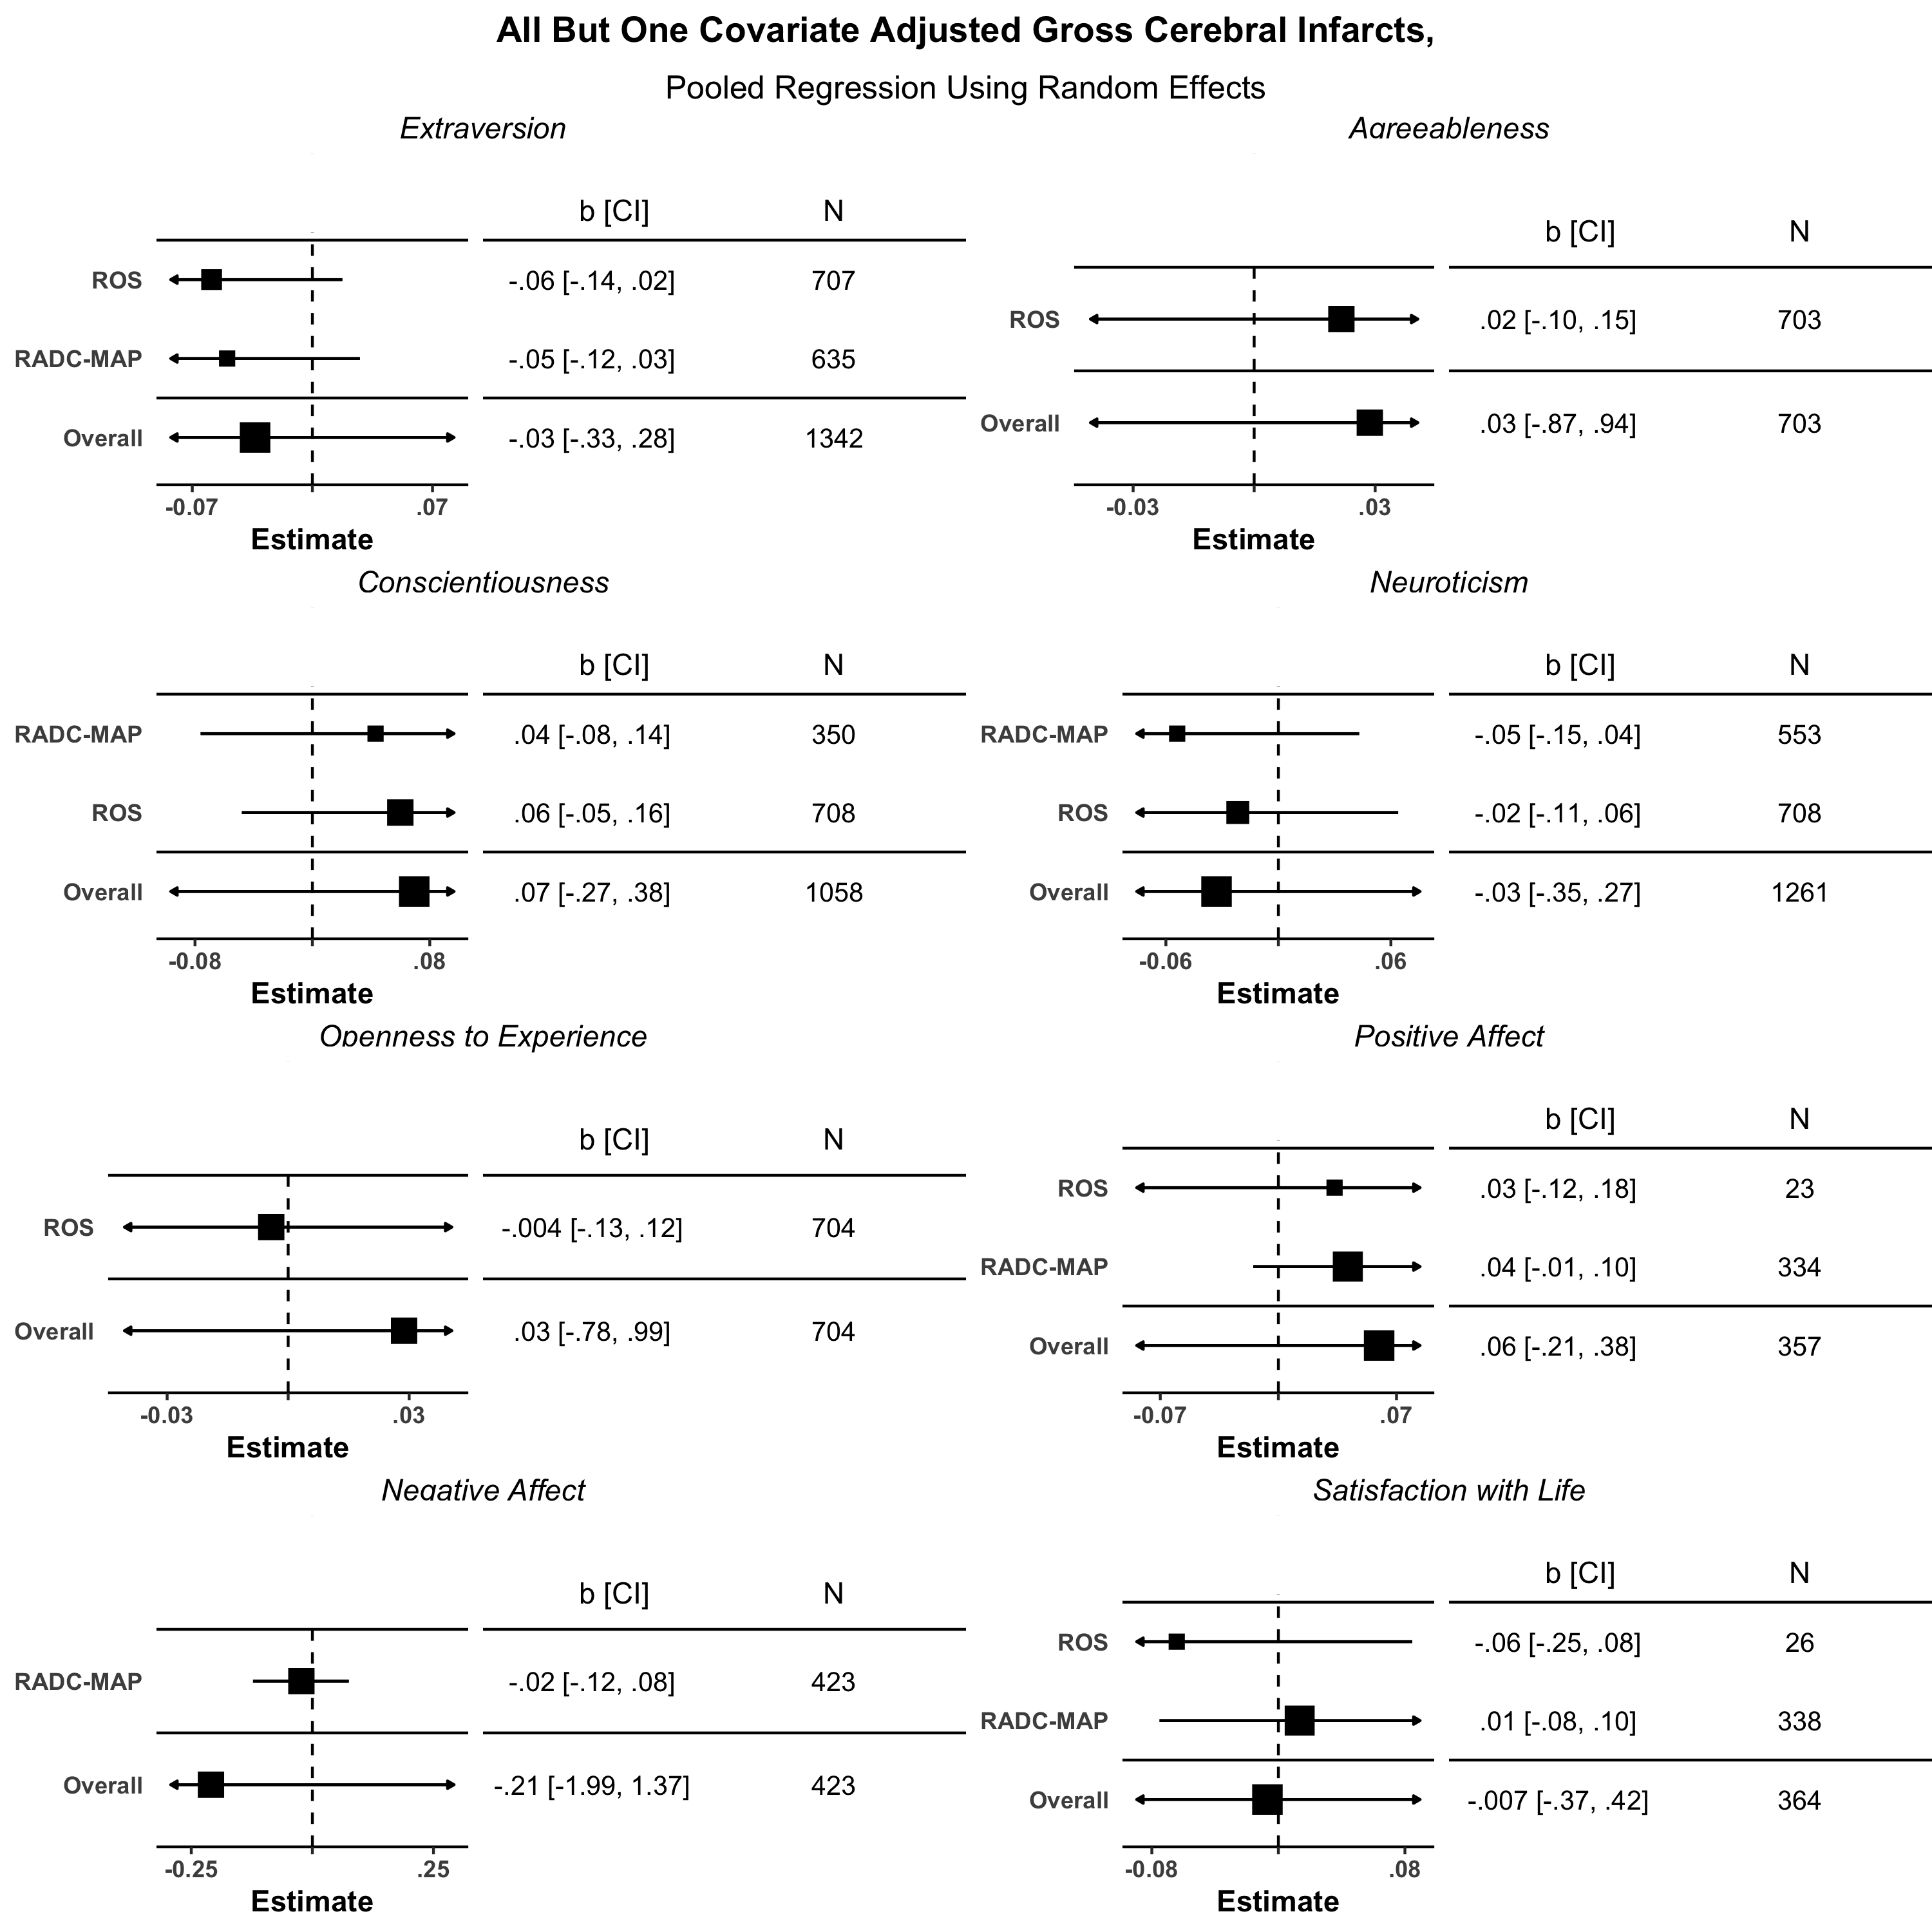 All But One Covariate Adjusted Gross Cerebral Infarcts,
Pooled Regression Using Random Effects
Extraversion
b [CI] N
ROS -.06 [-.14, .02] 707
RADC-MAP -.05 [-.12, .03] 635
Overall -.03 [-.33, .28] 1342
-0.07 .07
Estimate
Agreeableness
b [CI] N
ROS .02 [-.10, .15] 703
Overall .03 [-.87, .94] 703
-0.03 .03
Estimate
Conscientiousness
b [CI] N
RADC-MAP .04 [-.08, .14] 350
ROS .06 [-.05, .16] 708
Overall .07 [-.27, .38] 1058
-0.08 .08
Estimate
Neuroticism
b [CI] N
RADC-MAP -.05 [-.15, .04] 553
ROS -.02 [-.11, .06] 708
Overall -.03 [-.35, .27] 1261
-0.06 .06
Estimate
Openness to Experience
b [CI] N
ROS -.004 [-.13, .12] 704
Overall .03 [-.78, .99] 704
-0.03 .03
Estimate
Positive Affect
b [CI] N
ROS .03 [-.12, .18] 23
RADC-MAP .04 [-.01, .10] 334
Overall .06 [-.21, .38] 357
-0.07 .07
Estimate
Negative Affect
b [CI] N
RADC-MAP -.02 [-.12, .08] 423
Overall -.21 [-1.99, 1.37] 423
-0.25 .25
Estimate
Satisfaction with Life
b [CI] N
ROS -.06 [-.25, .08] 26
RADC-MAP .01 [-.08, .10] 338
Overall -.007 [-.37, .42] 364
-0.08 .08
Estimate